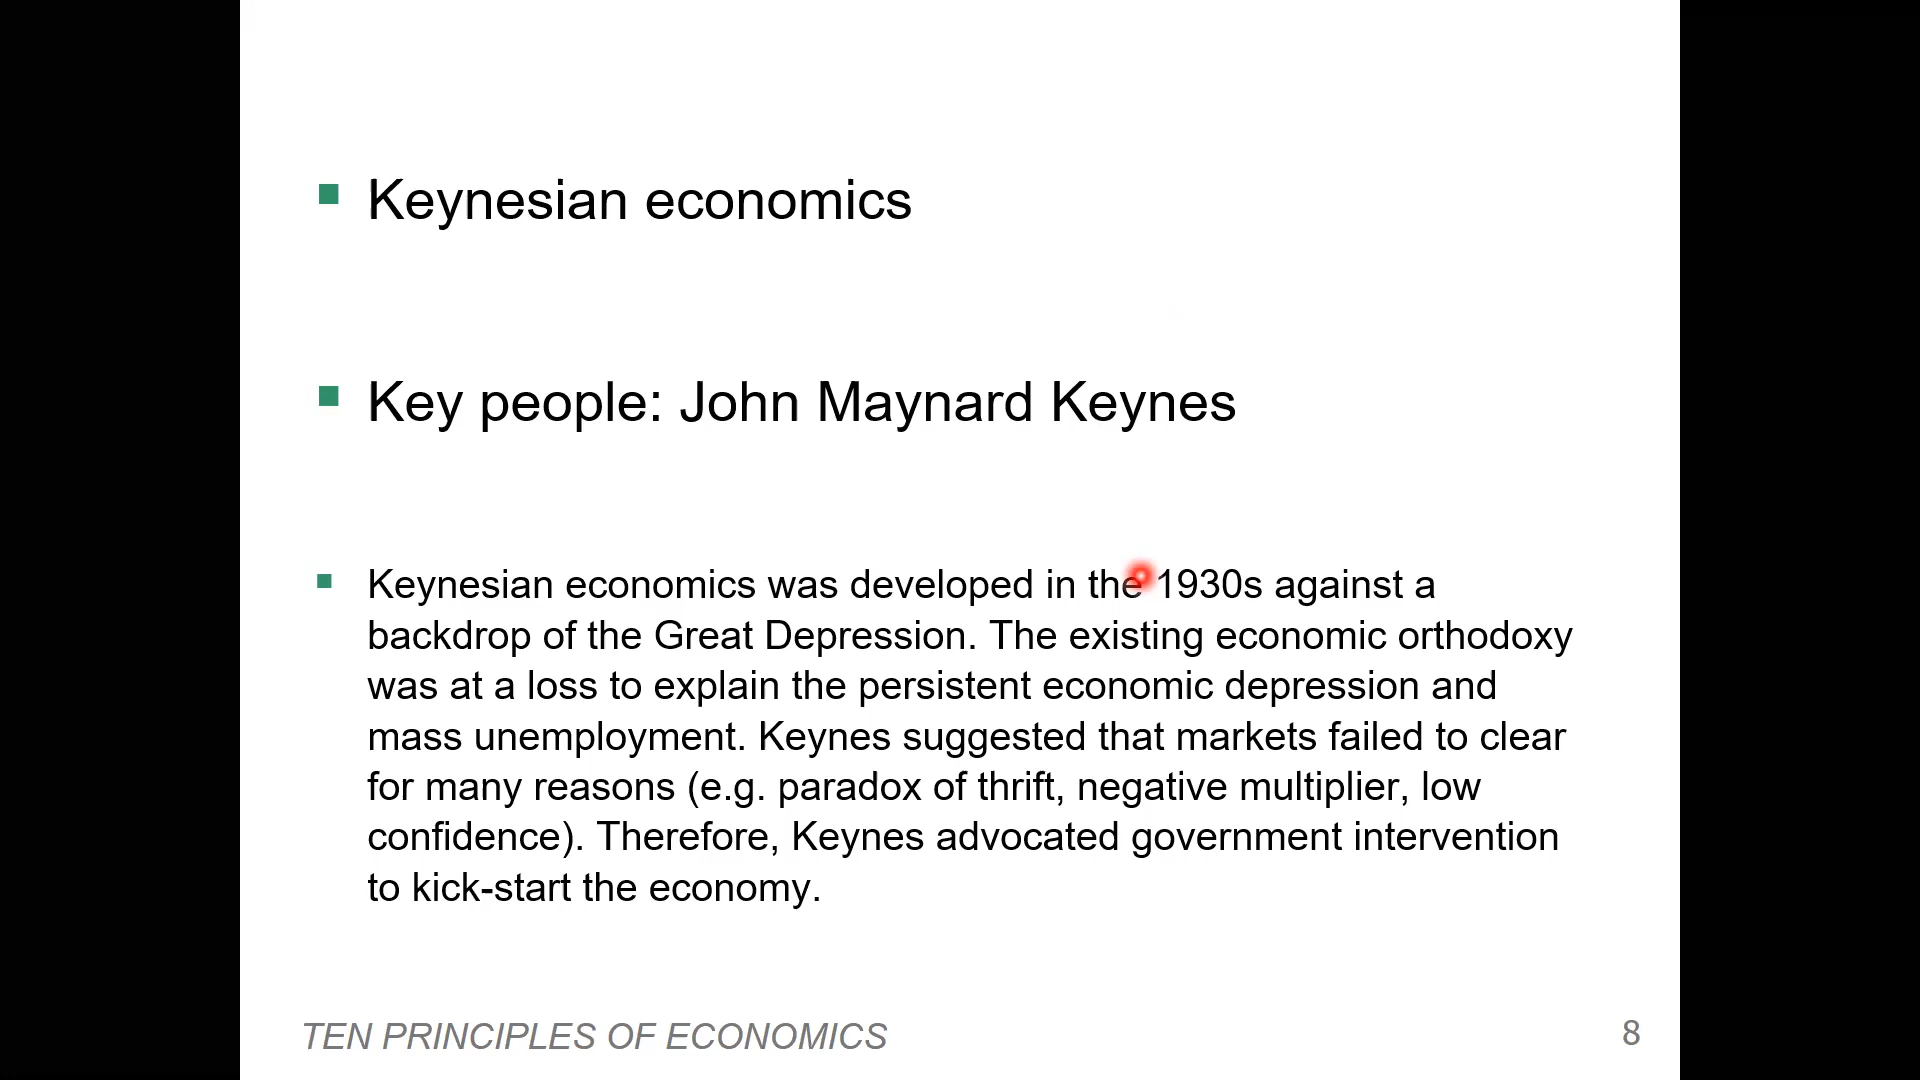 Keynesian economics
Key people: John Maynard Keynes
Keynesian economics was developed in the 1930s against a
backdrop of the Great Depression. The existing economic orthodoxy
was at a loss to explain the persistent economic depression and
mass unemployment. Keynes suggested that markets failed to clear
for many reasons (e.g. paradox of thrift, negative multiplier, low
confidence). Therefore, Keynes advocated government intervention
to kick-start the economy.
TEN PRINCIPLES OF ECONOMICS
8